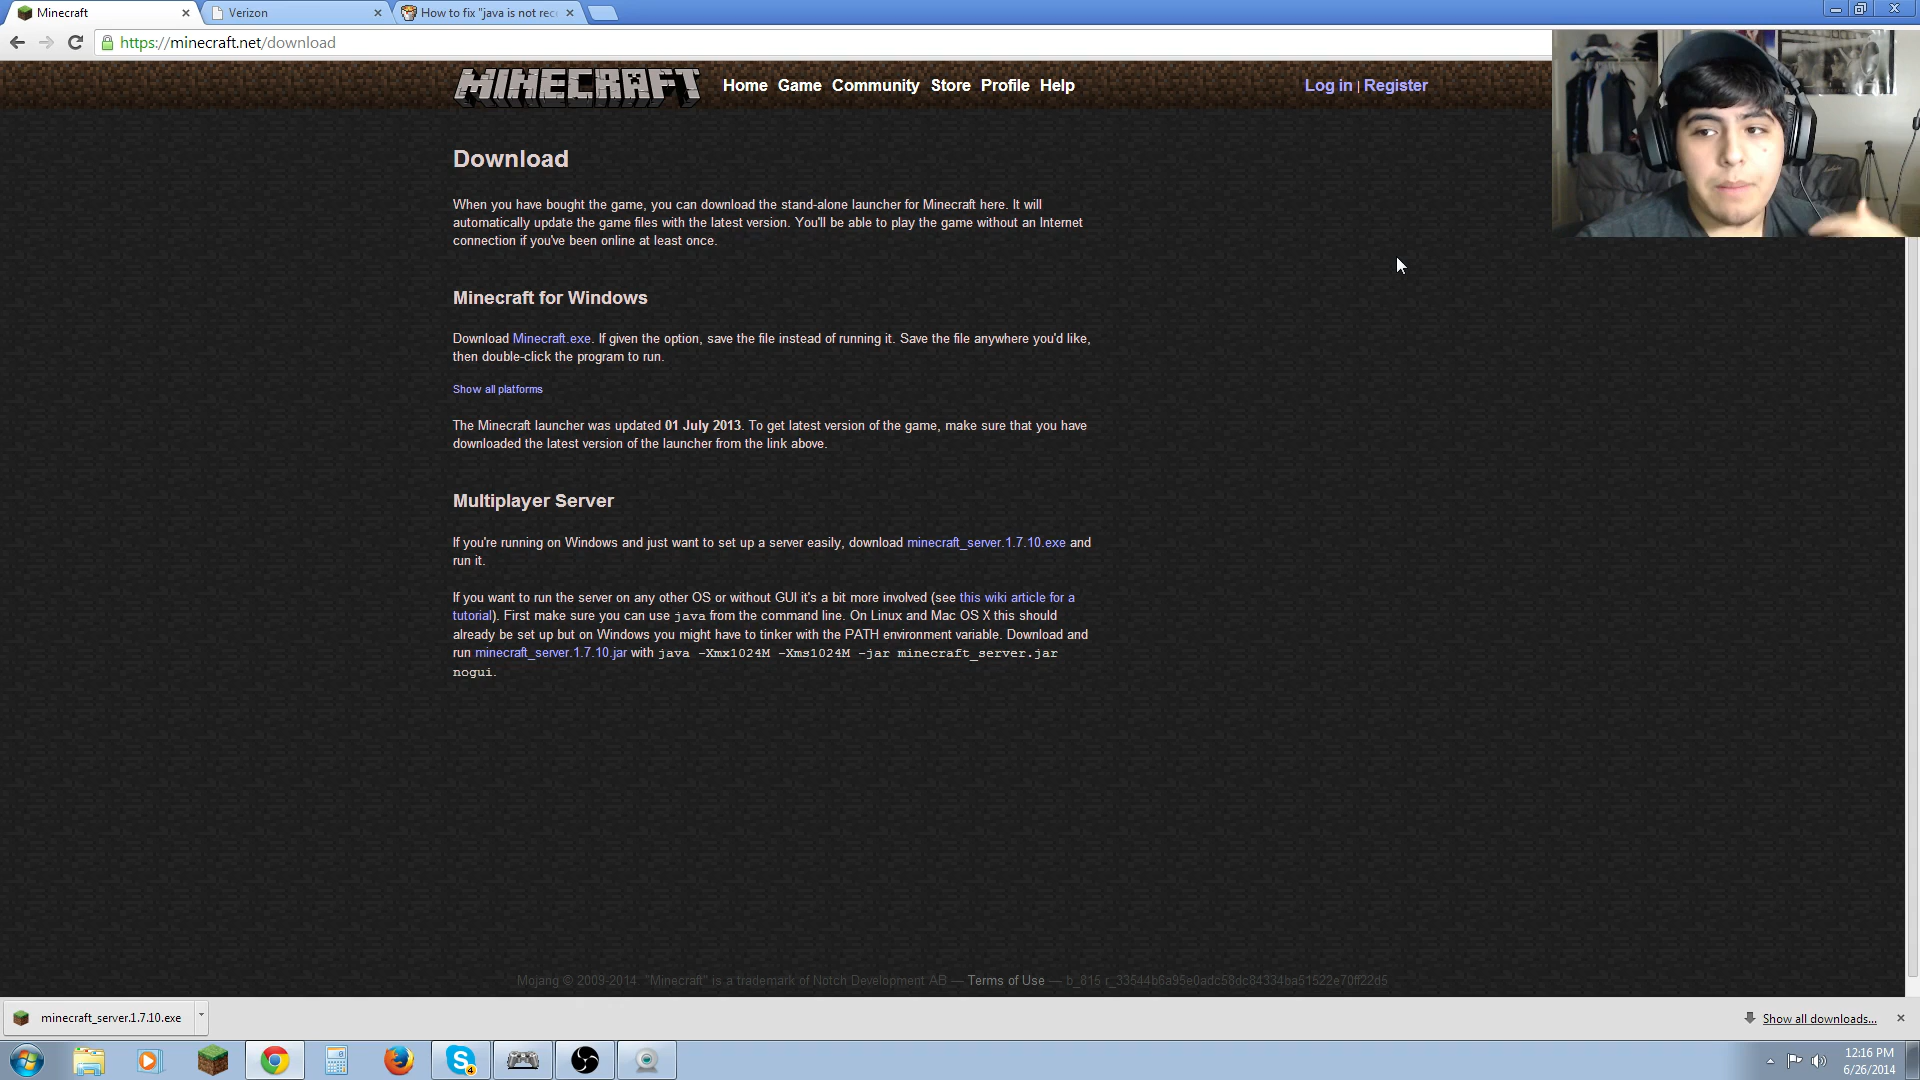 Minecraft
Verizon
How to fix "java is not rec
https://minecraft.net/download
MINECRAFT
Home Game Community Store Profile Help
Log in | Register
Download
When you have bought the game, you can download the stand-alone launcher for Minecraft here. It will
automatically update the game files with the latest version. You'll be able to play the game without an Internet
connection if you've been online at least once.
Minecraft for Windows
Download Minecraft.exe. If given the option, save the file instead of running it. Save the file anywhere you'd like,
then double-click the program to run.
Show all platforms
The Minecraft launcher was updated 01 July 2013. To get latest version of the game, make sure that you have
downloaded the latest version of the launcher from the link above.
Multiplayer Server
If you're running on Windows and just want to set up a server easily, download minecraft_server.1.7.10.exe and
run it.
If you want to run the server on any other OS or without GUI it's a bit more involved (see this wiki article for a
tutorial). First make sure you can use java from the command line. On Linux and Mac OS X this should
already be set up but on Windows you might have to tinker with the PATH environment variable. Download and
run minecraft_server.1.7.10.jar with java -Xmx1024M -Xms1024M -jar minecraft_server.jar
nogui.
Mojang © 2009-2014. "Minecraft" is a trademark of Notch Development AB — Terms of Use — b_815 r_33544b6a95e0adc58dc84334ba51522e70ff22d5
minecraft_server.1.7.10.exe
Show all downloads...
4
12:16 PM
6/26/2014